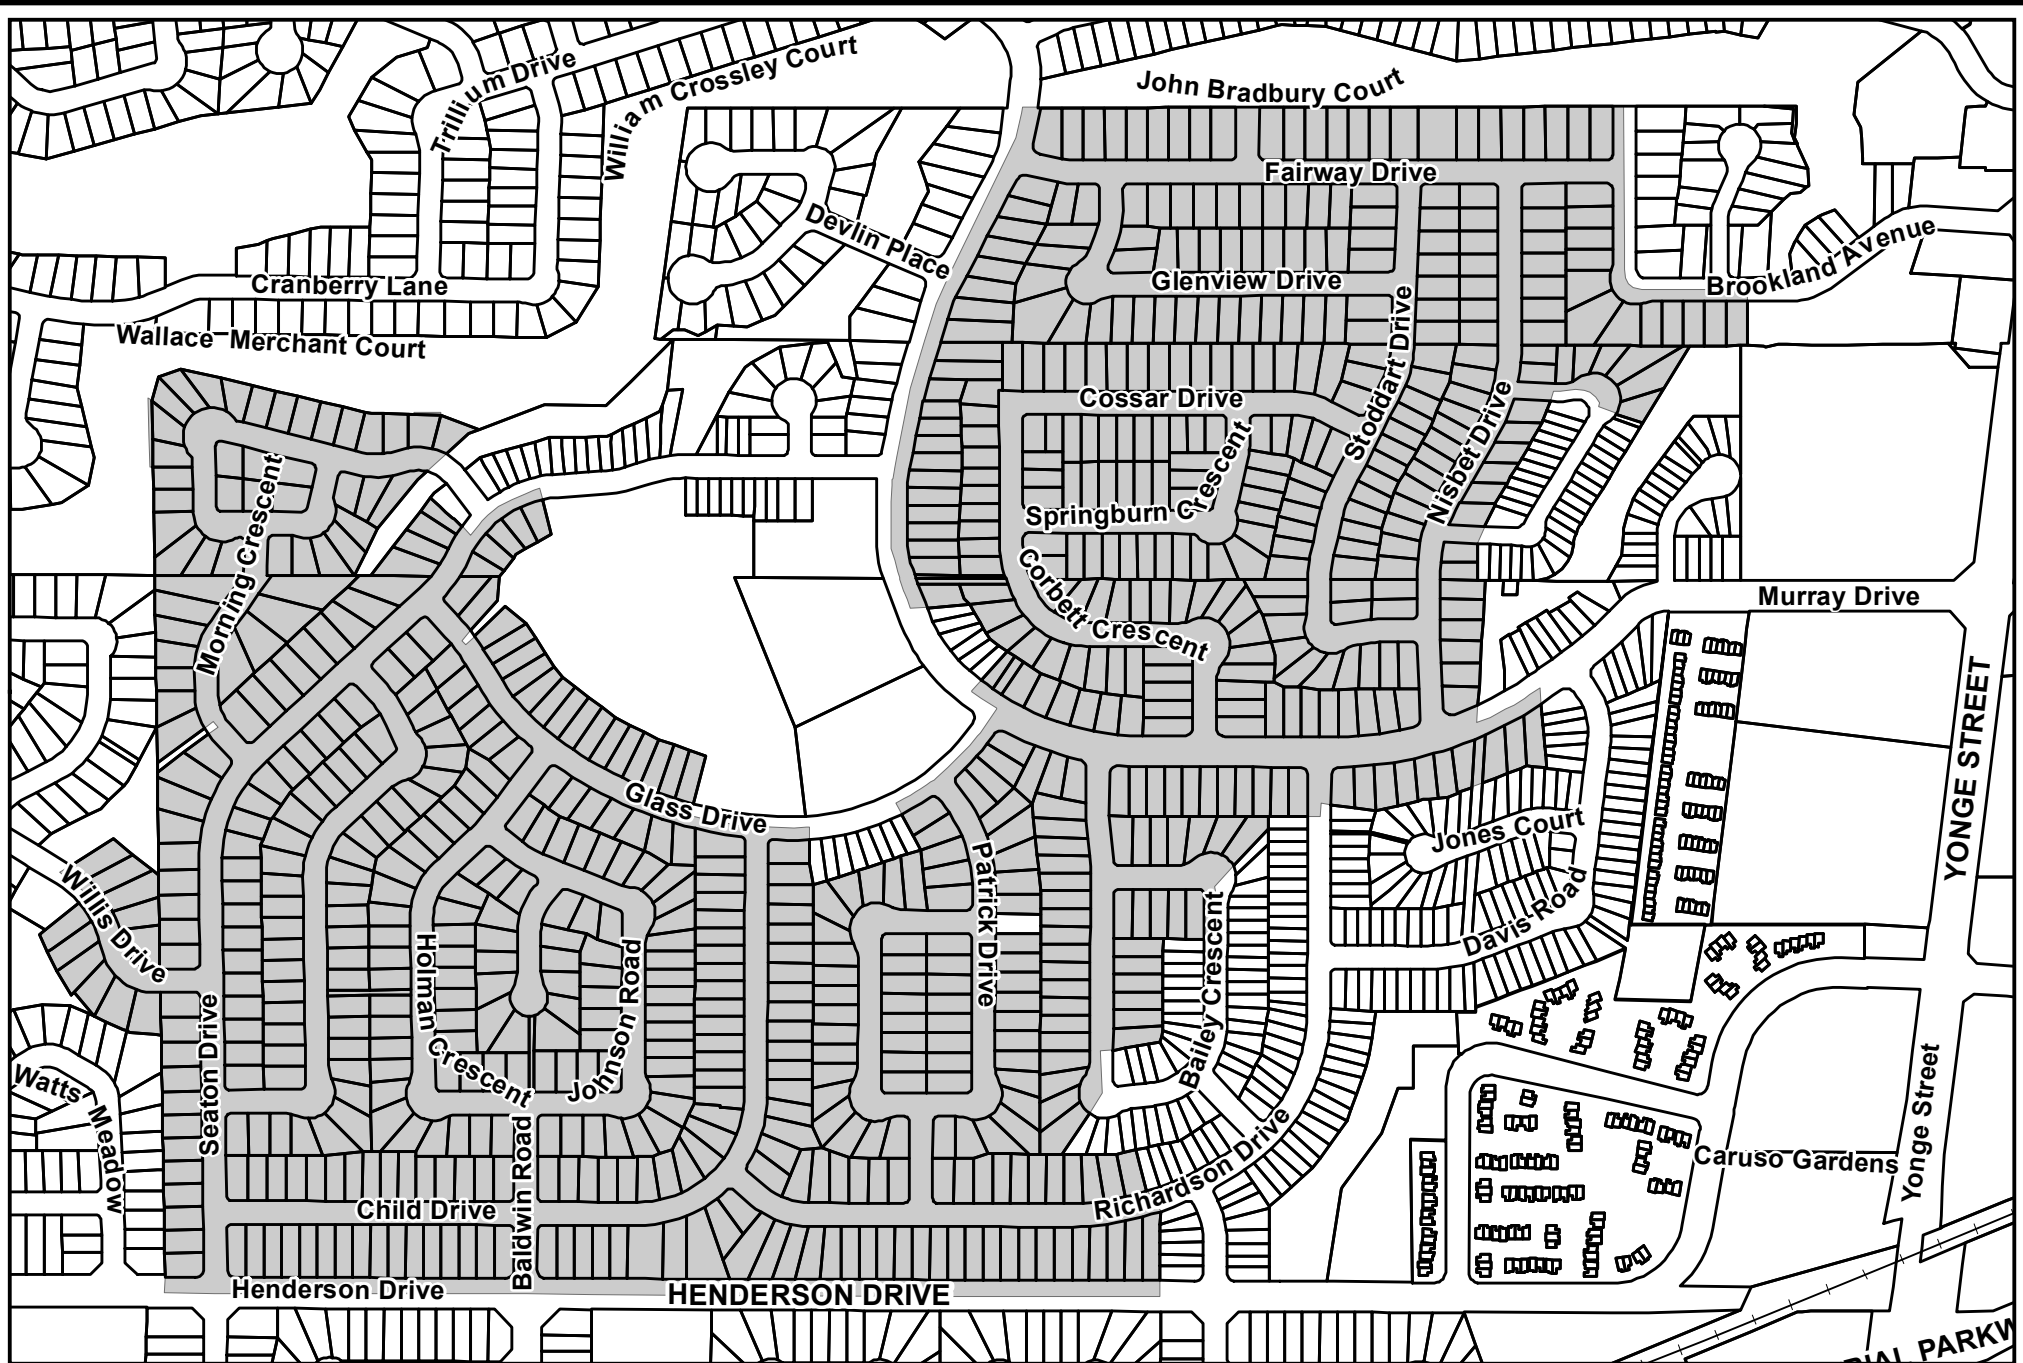 Trillium Drive
William Crossley Court
John Bradbury Court
Fairway Drive
Devlin Place
Brookland Avenue
Cranberry Lane
Glenview Drive
Wallace Merchant Court
Stoddart Drive
Cossar Drive
Nisbet Drive
Springburn Crescent
Morning Crescent
Corbett Crescent
Murray Drive
YONGE STREET
Glass Drive
Jones Court
Patrick Drive
Willis Drive
Davis Road
Bailey Crescent
Holman Crescent
Johnson Road
Seaton Drive
Watts Meadow
Yonge Street
Richardson Drive
Caruso Gardens
Baldwin Road
Child Drive
Henderson Drive
HENDERSON DRIVE
RIAL PARKW